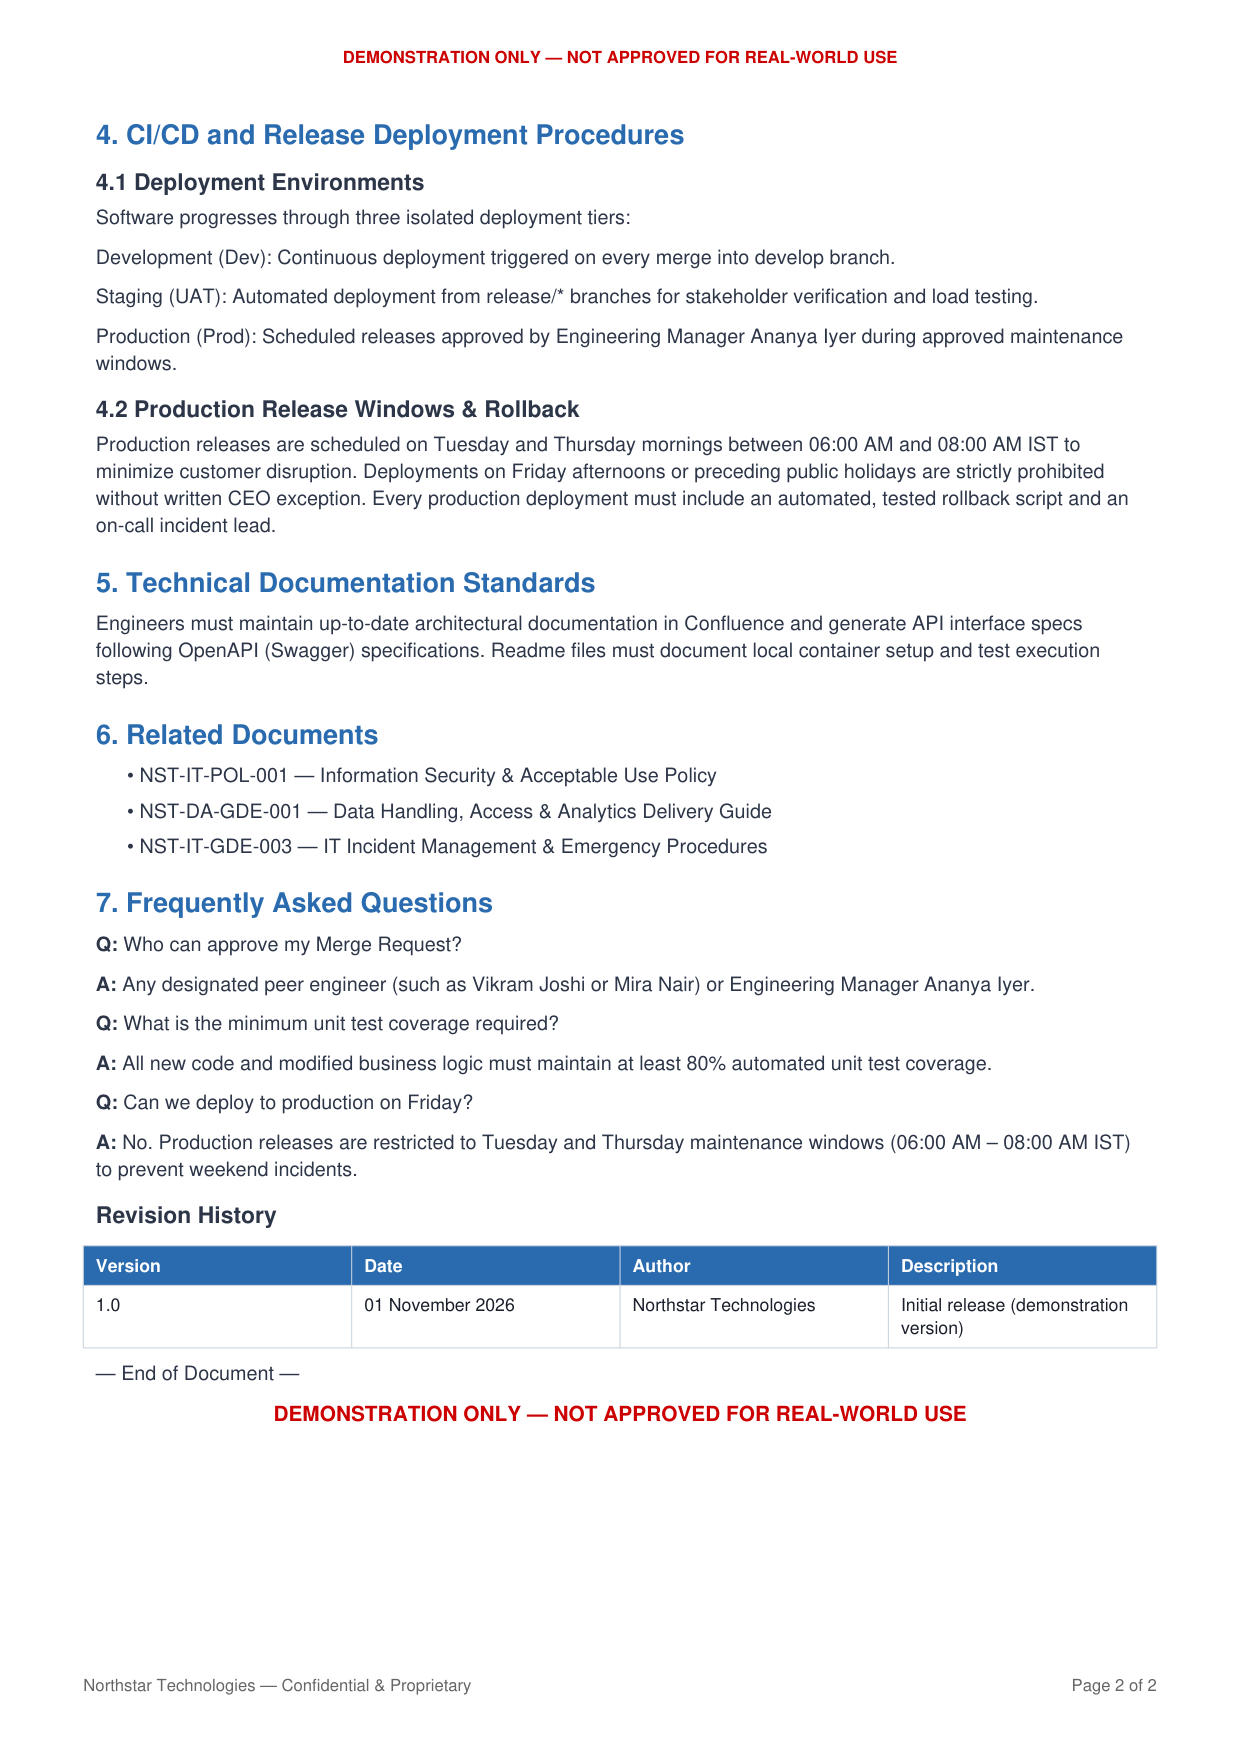 DEMONSTRATION ONLY — NOT APPROVED FOR REAL-WORLD USE
4. CI/CD and Release Deployment Procedures
4.1 Deployment Environments
Software progresses through three isolated deployment tiers:
Development (Dev): Continuous deployment triggered on every merge into develop branch.
Staging (UAT): Automated deployment from release/* branches for stakeholder verification and load testing.
Production (Prod): Scheduled releases approved by Engineering Manager Ananya Iyer during approved maintenance
windows.
4.2 Production Release Windows & Rollback
Production releases are scheduled on Tuesday and Thursday mornings between 06:00 AM and 08:00 AM IST to
minimize customer disruption. Deployments on Friday afternoons or preceding public holidays are strictly prohibited
without written CEO exception. Every production deployment must include an automated, tested rollback script and an
on-call incident lead.
5. Technical Documentation Standards
Engineers must maintain up-to-date architectural documentation in Confluence and generate API interface specs
following OpenAPI (Swagger) specifications. Readme files must document local container setup and test execution
steps.
6. Related Documents
• NST-IT-POL-001 — Information Security & Acceptable Use Policy
• NST-DA-GDE-001 — Data Handling, Access & Analytics Delivery Guide
• NST-IT-GDE-003 — IT Incident Management & Emergency Procedures
7. Frequently Asked Questions
Q: Who can approve my Merge Request?
A: Any designated peer engineer (such as Vikram Joshi or Mira Nair) or Engineering Manager Ananya Iyer.
Q: What is the minimum unit test coverage required?
A: All new code and modified business logic must maintain at least 80% automated unit test coverage.
Q: Can we deploy to production on Friday?
A: No. Production releases are restricted to Tuesday and Thursday maintenance windows (06:00 AM – 08:00 AM IST)
to prevent weekend incidents.
Revision History
Version Date Author Description
1.0 01 November 2026 Northstar Technologies Initial release (demonstration
version)
— End of Document —
DEMONSTRATION ONLY — NOT APPROVED FOR REAL-WORLD USE
Northstar Technologies — Confidential & Proprietary Page 2 of 2